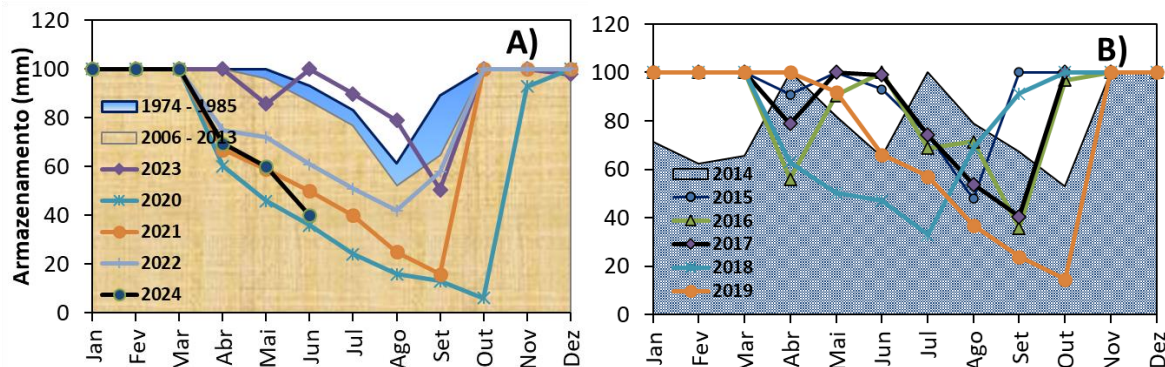 A)
Armazenamento (mm)
120
100
80
60
40
20
0
1974 - 1985
2006 - 2013
2023
2020
2021
2022
2024
Jan
Fev
Mar
Abr
Mai
Jun
Jul
Ago
Set
Out
Nov
Dez
B)
120
100
80
60
40
20
0
2014
2015
2016
2017
2018
2019
Jan
Fev
Mar
Abr
Mai
Jun
Jul
Ago
Set
Out
Nov
Dez